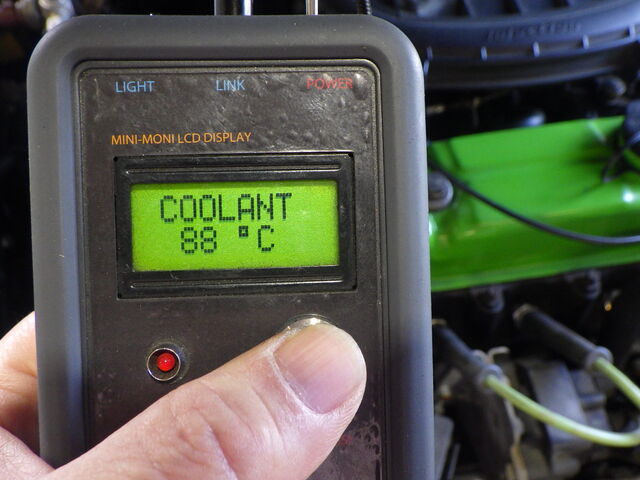 LIGHT LINK POWER
MINI-MONI LCD DISPLAY
COOLANT
88 °C